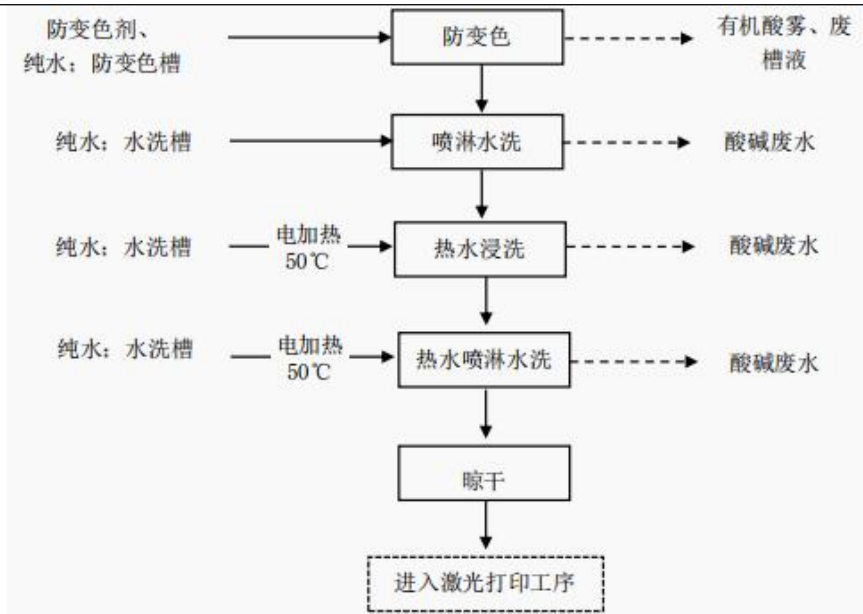 防变色剂、
纯水：防变色槽
防变色
有机酸雾、废
槽液
纯水：水洗槽
喷淋水洗
酸碱废水
纯水：水洗槽
电加热
50℃
热水浸洗
酸碱废水
纯水：水洗槽
电加热
50℃
热水喷淋水洗
酸碱废水
晾干
进入激光打印工序